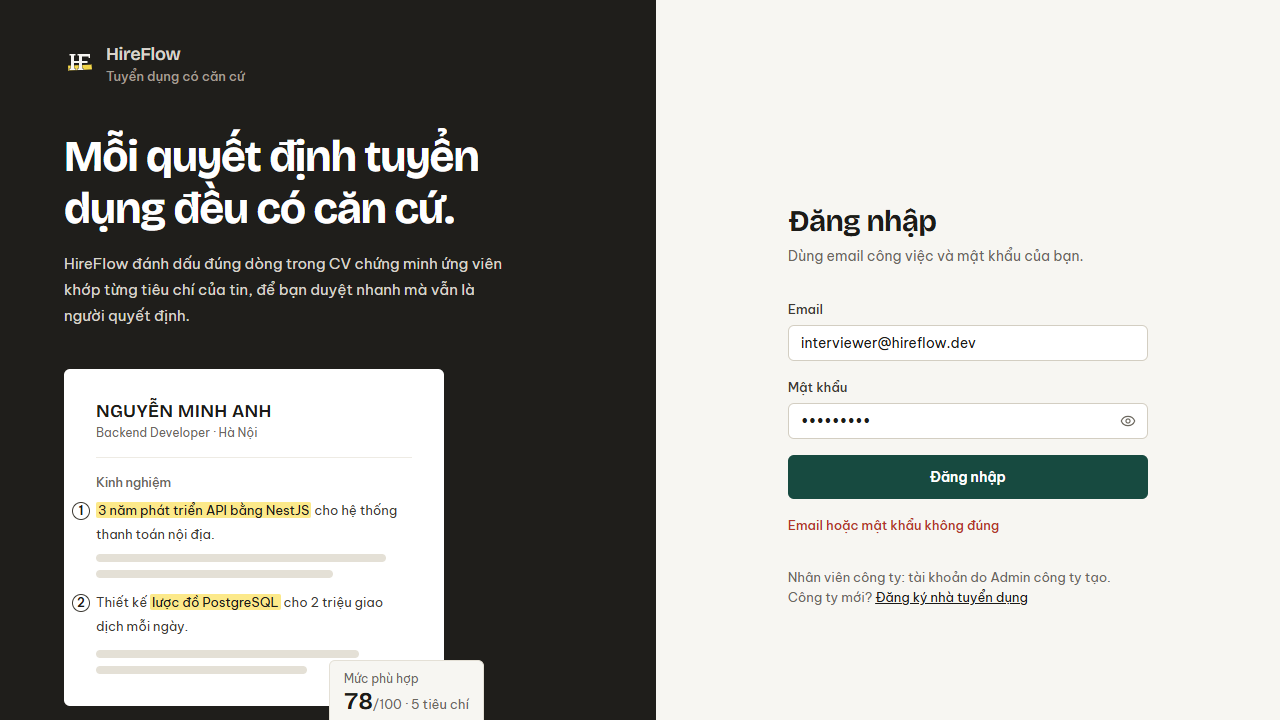 HF
HireFlow
Tuyển dụng có căn cứ
Mỗi quyết định tuyển
dụng đều có căn cứ.
HireFlow đánh dấu đúng dòng trong CV chứng minh ứng viên
khớp từng tiêu chí của tin, để bạn duyệt nhanh mà vẫn là
người quyết định.
NGUYỄN MINH ANH
Backend Developer · Hà Nội
Kinh nghiệm
1 3 năm phát triển API bằng NestJS cho hệ thống
thanh toán nội địa.
2 Thiết kế lược đồ PostgreSQL cho 2 triệu giao
dịch mỗi ngày.
Mức phù hợp
78/100 · 5 tiêu chí
Đăng nhập
Dùng email công việc và mật khẩu của bạn.
Email
interviewer@hireflow.dev
Mật khẩu
•••••••••
Đăng nhập
Email hoặc mật khẩu không đúng
Nhân viên công ty: tài khoản do Admin công ty tạo.
Công ty mới? Đăng ký nhà tuyển dụng